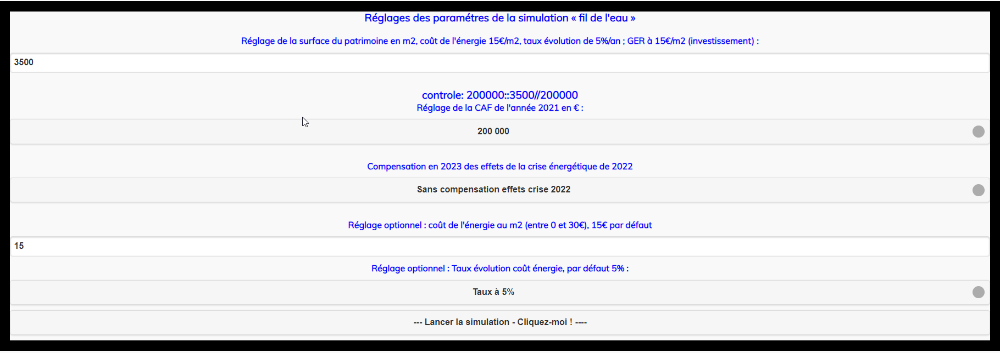 Réglages des paramétres de la simulation « fil de l'eau »
Réglage de la surface du patrimoine en m2, coût de l'énergie 15€/m2, taux évolution de 5%/an ; GER à 15€/m2 (investissement) :
3500
controle: 200000::3500//200000
Réglage de la CAF de l'année 2021 en € :
200 000
Compensation en 2023 des effets de la crise énergétique de 2022
Sans compensation effets crise 2022
Réglage optionnel : coût de l'énergie au m2 (entre 0 et 30€), 15€ par défaut
15
Réglage optionnel : Taux évolution coût énergie, par défaut 5% :
Taux à 5%
--- Lancer la simulation - Cliquez-moi ! ----